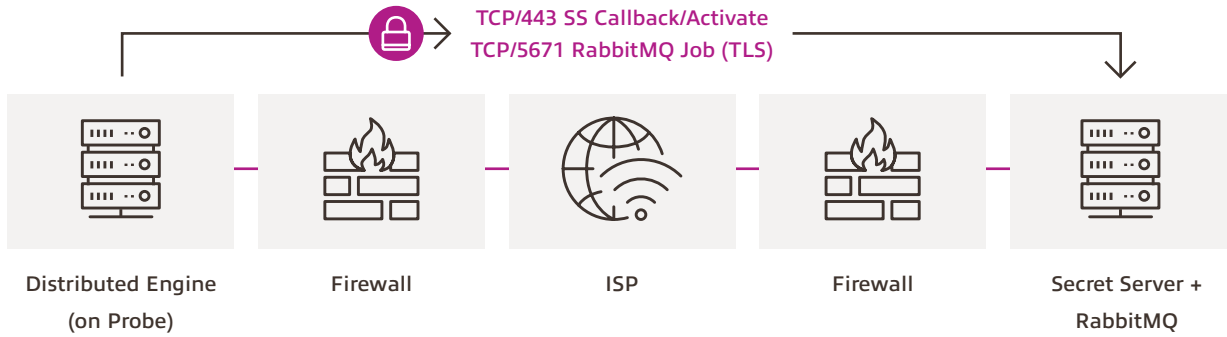 TCP/443 SS Callback/Activate
TCP/5671 RabbitMQ Job (TLS)
Distributed Engine
(on Probe)
Firewall
ISP
Firewall
Secret Server +
RabbitMQ